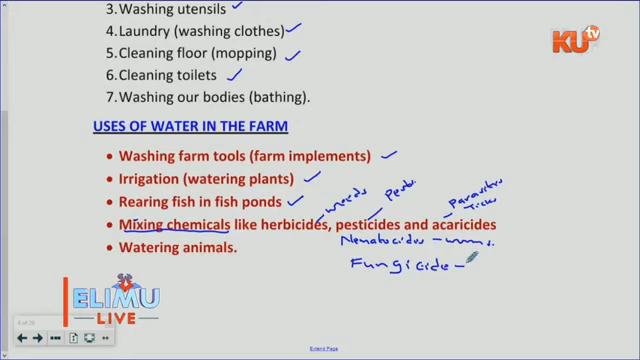 3. Washing utensils
KU tv
4. Laundry (washing clothes)
5. Cleaning floor (mopping)
6. Cleaning toilets
7. Washing our bodies (bathing).
USES OF WATER IN THE FARM
• Washing farm tools (farm implements)
• Irrigation (watering plants)
• Rearing fish in fish ponds
weeds pests Parasites
Ticks
• Mixing chemicals like herbicides, pesticides and acaricides
Nematocides – worms.
• Watering animals.
Fungicide –
ELIMU
LIVE
Extend Page